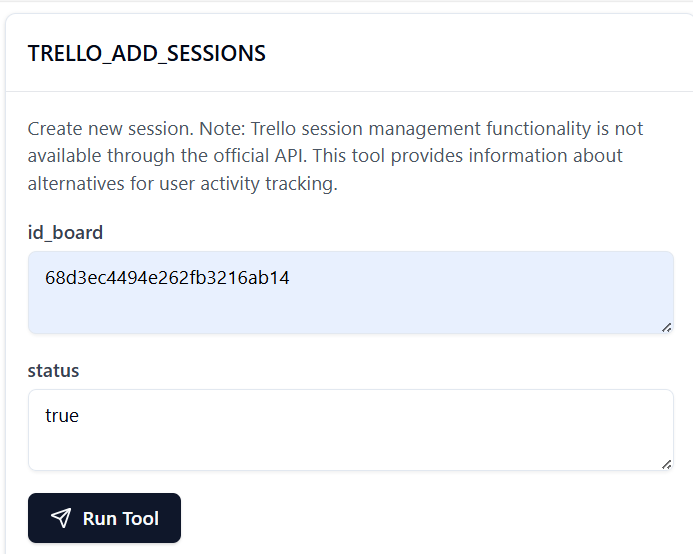 TRELLO_ADD_SESSIONS
Create new session. Note: Trello session management functionality is not
available through the official API. This tool provides information about
alternatives for user activity tracking.
id_board
68d3ec4494e262fb3216ab14
status
true
Run Tool